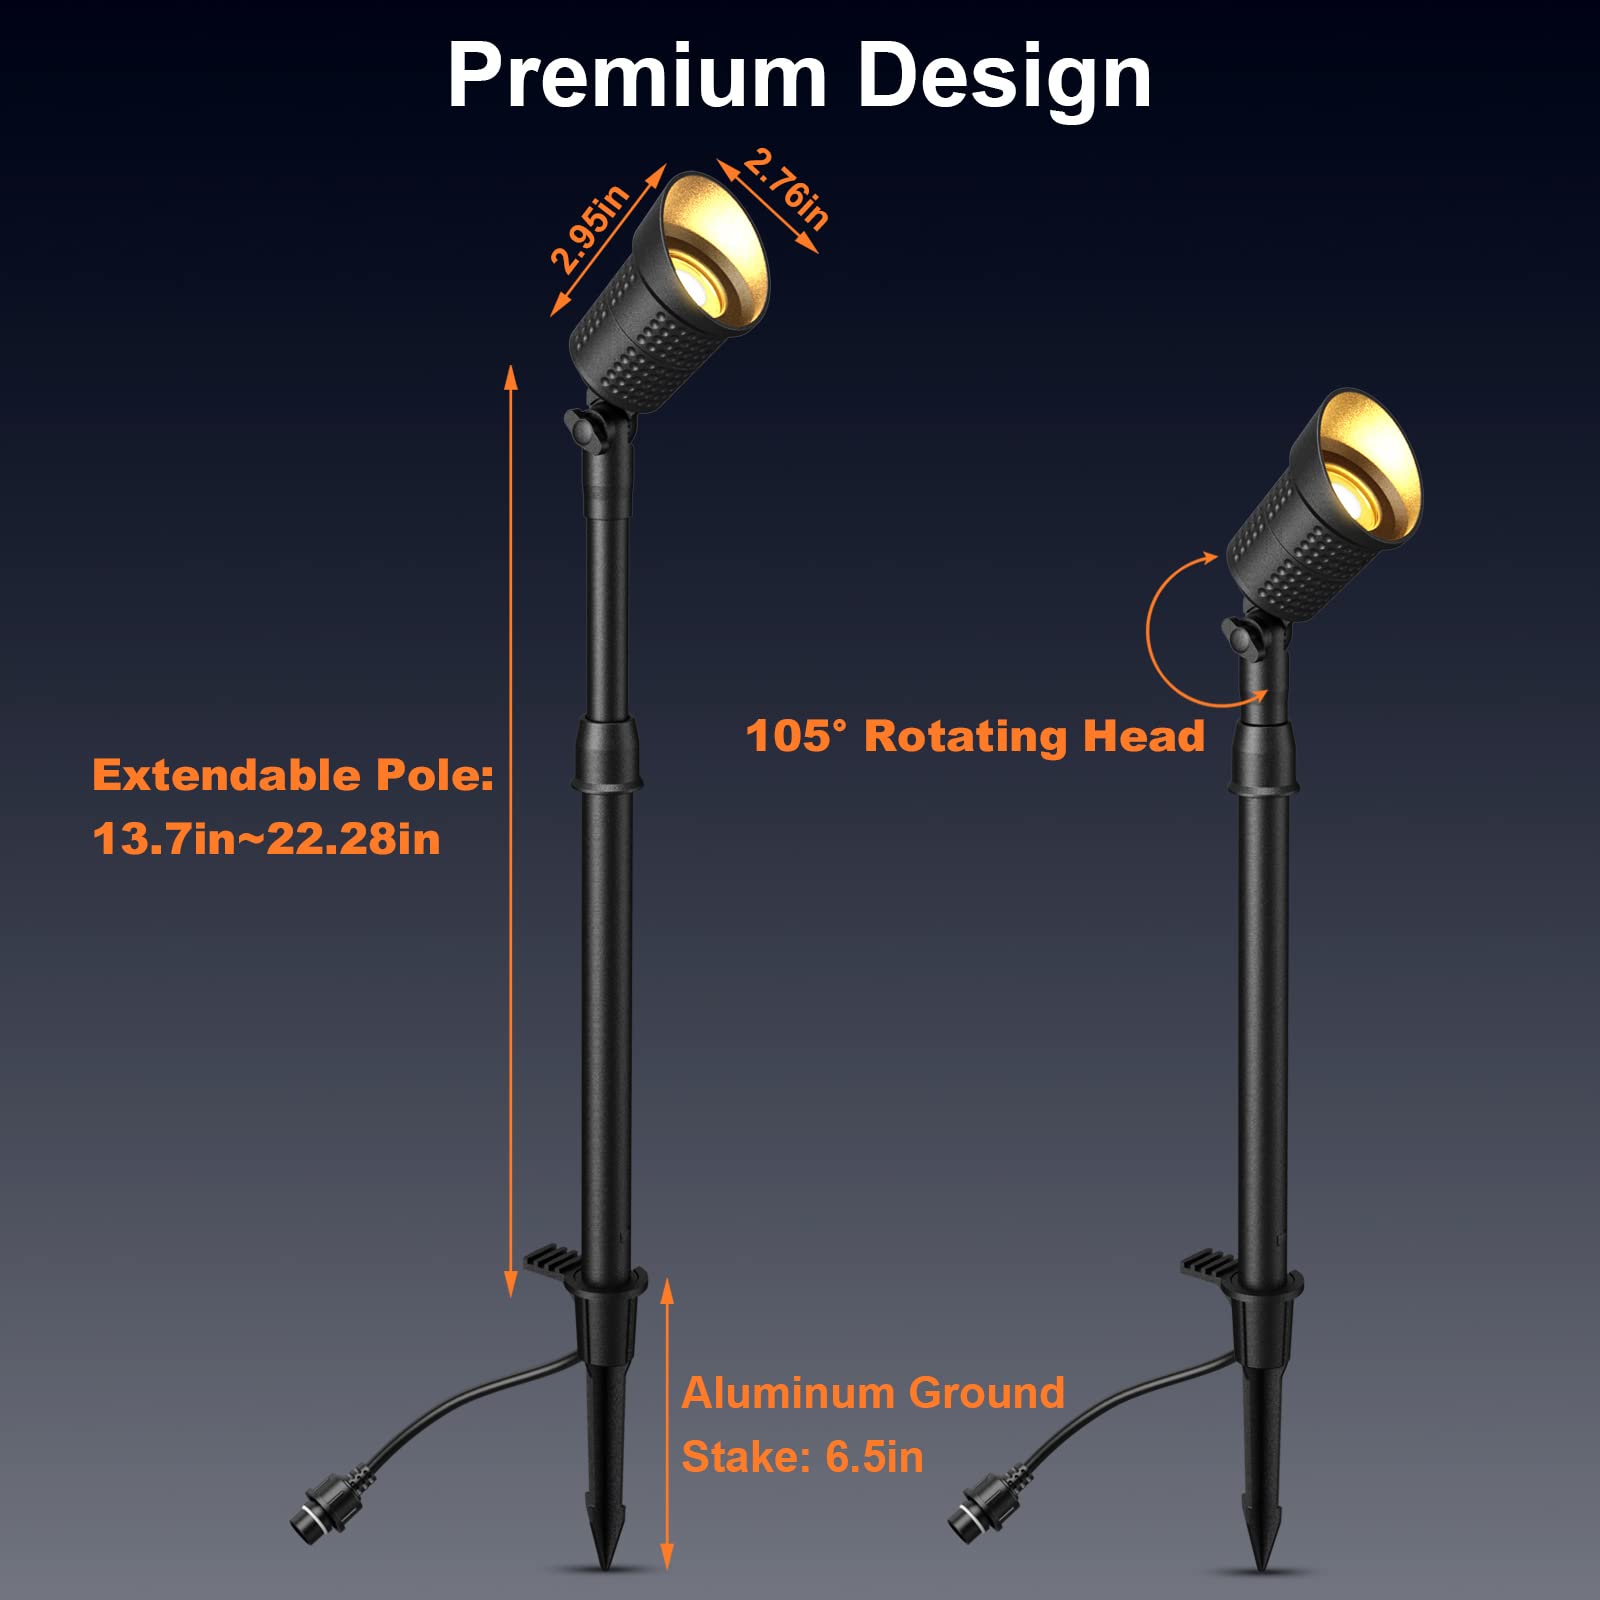 Premium Design
2.95in
2.76in
105° Rotating Head
Extendable Pole:
13.7in~22.28in
Aluminum Ground
Stake: 6.5in